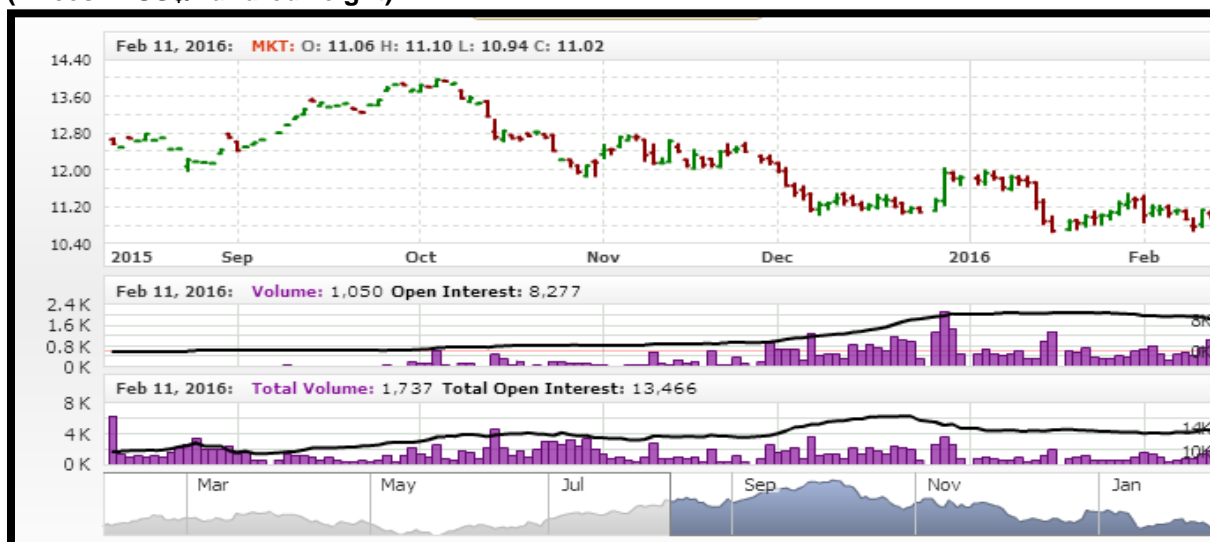 Feb 11, 2016: MKT: O: 11.06 H: 11.10 L: 10.94 C: 11.02
14.40
13.60
12.80
12.00
11.20
10.40
2015 Sep Oct Nov Dec 2016 Feb
Feb 11, 2016: Volume: 1,050 Open Interest: 8,277
2.4 K
1.6 K
0.8 K
0 K
8K
0K
Feb 11, 2016: Total Volume: 1,737 Total Open Interest: 13,466
8 K
4 K
0 K
14K
10K
Mar May Jul Sep Nov Jan